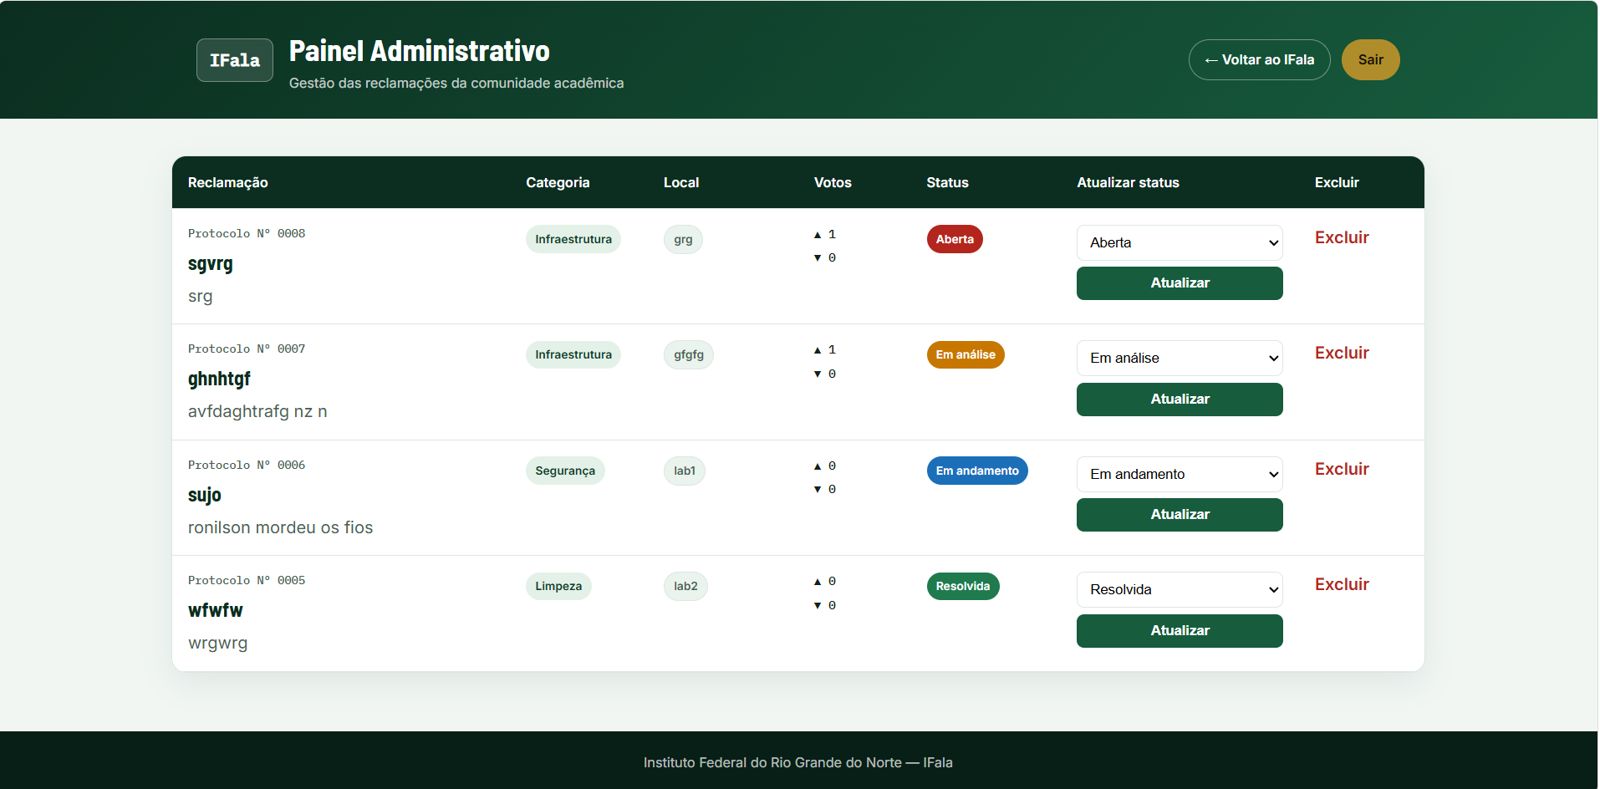 IFala
Painel Administrativo
Gestão das reclamações da comunidade acadêmica
← Voltar ao IFala
Sair
Reclamação Categoria Local Votos Status Atualizar status Excluir
Protocolo Nº 0008
sgvrg
srg
Infraestrutura
grg
▲ 1
▼ 0
Aberta
Aberta
Atualizar
Excluir
Protocolo Nº 0007
ghnhtgf
avfdaghtrafg nz n
Infraestrutura
gfgfg
▲ 1
▼ 0
Em análise
Em análise
Atualizar
Excluir
Protocolo Nº 0006
sujo
ronilson mordeu os fios
Segurança
lab1
▲ 0
▼ 0
Em andamento
Em andamento
Atualizar
Excluir
Protocolo Nº 0005
wfwfw
wrgwrg
Limpeza
lab2
▲ 0
▼ 0
Resolvida
Resolvida
Atualizar
Excluir
Instituto Federal do Rio Grande do Norte — IFala